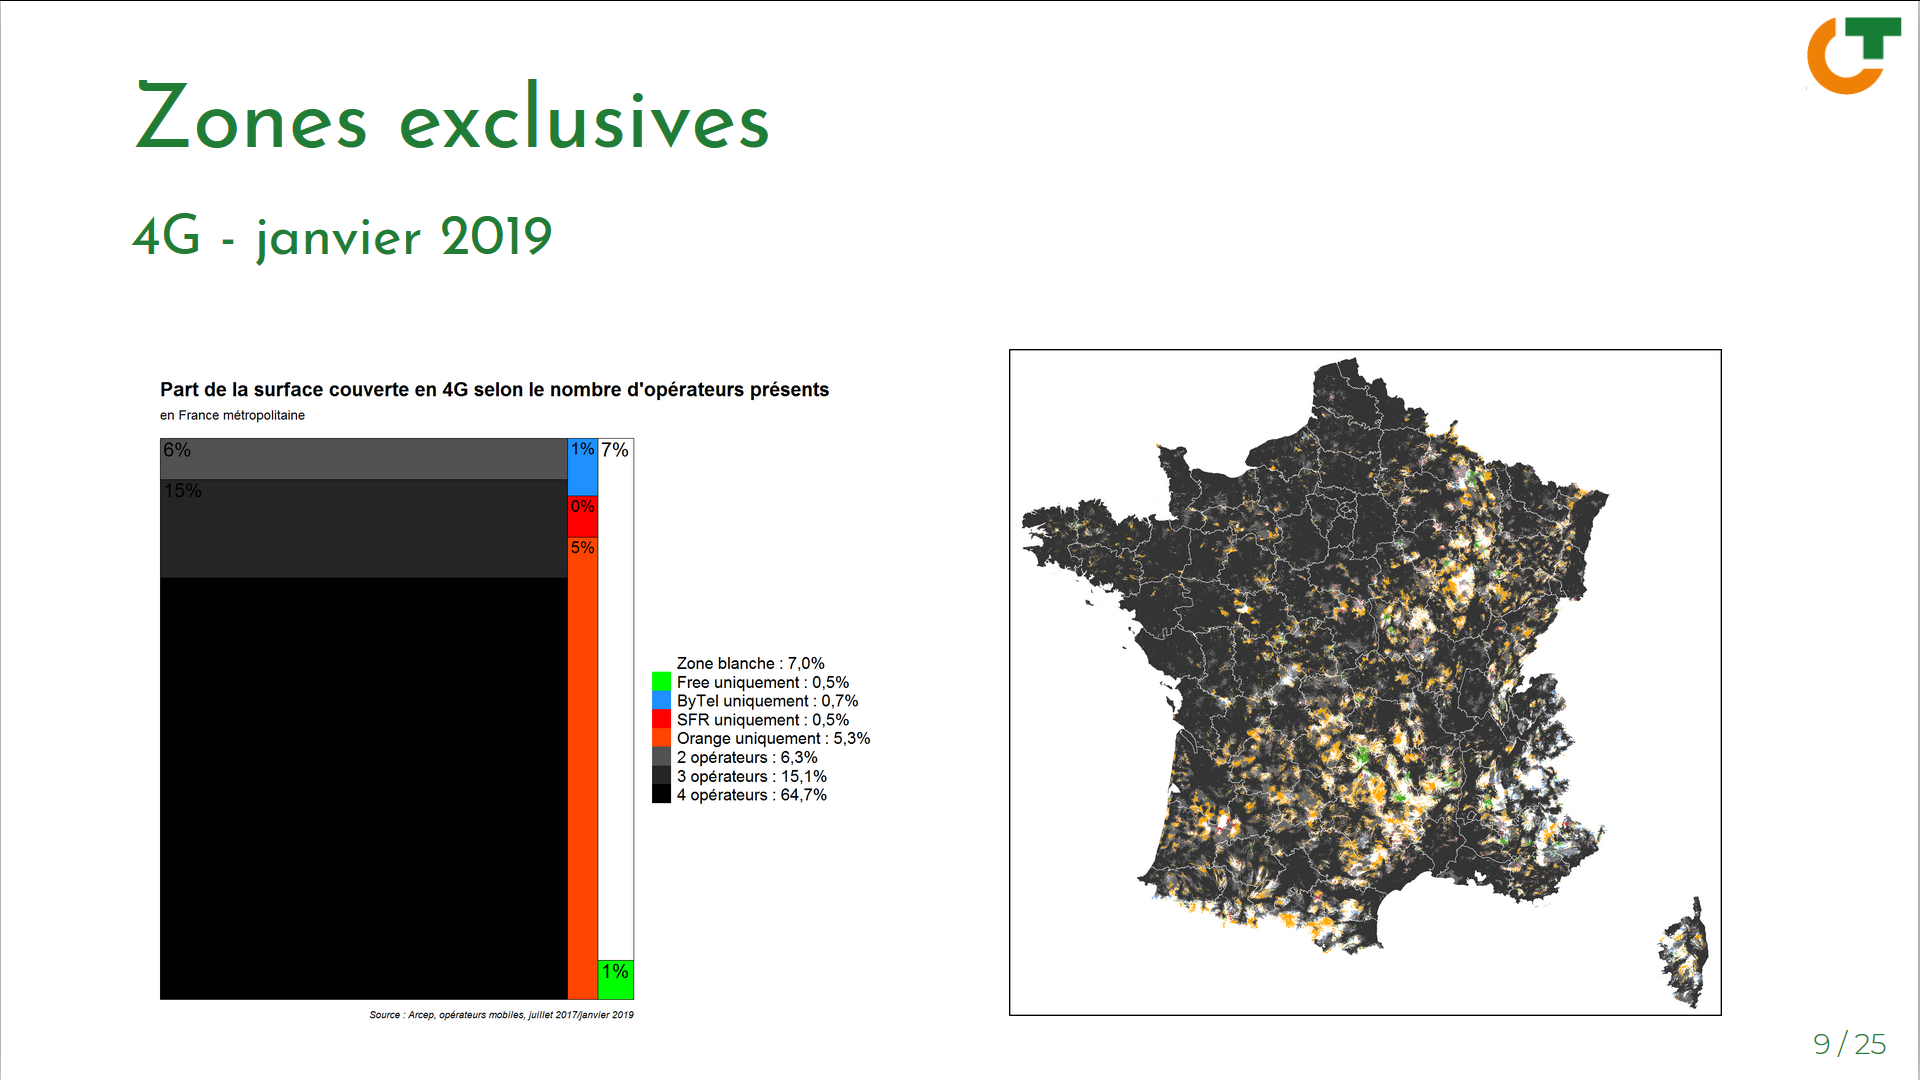 Zones exclusives
4G - janvier 2019
Part de la surface couverte en 4G selon le nombre d'opérateurs présents
en France métropolitaine
6%
15%
1%
0%
5%
7%
1%
Zone blanche : 7,0%
Free uniquement : 0,5%
ByTel uniquement : 0,7%
SFR uniquement : 0,5%
Orange uniquement : 5,3%
2 opérateurs : 6,3%
3 opérateurs : 15,1%
4 opérateurs : 64,7%
Source : Arcep, opérateurs mobiles, juillet 2017/janvier 2019
CT
9 / 25